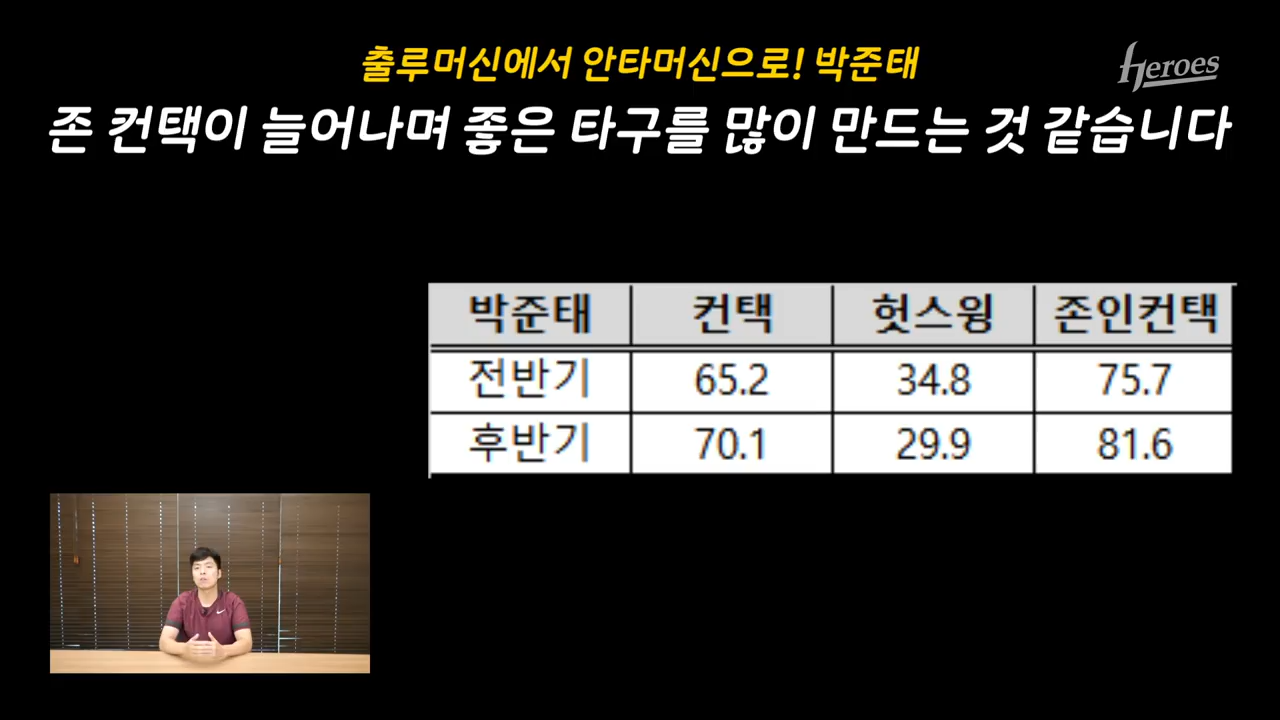 출루머신에서 안타머신으로! 박준태
Heroes
존 컨택이 늘어나며 좋은 타구를 많이 만드는 것 같습니다
박준태 컨택 헛스윙 존인컨택
전반기 65.2 34.8 75.7
후반기 70.1 29.9 81.6